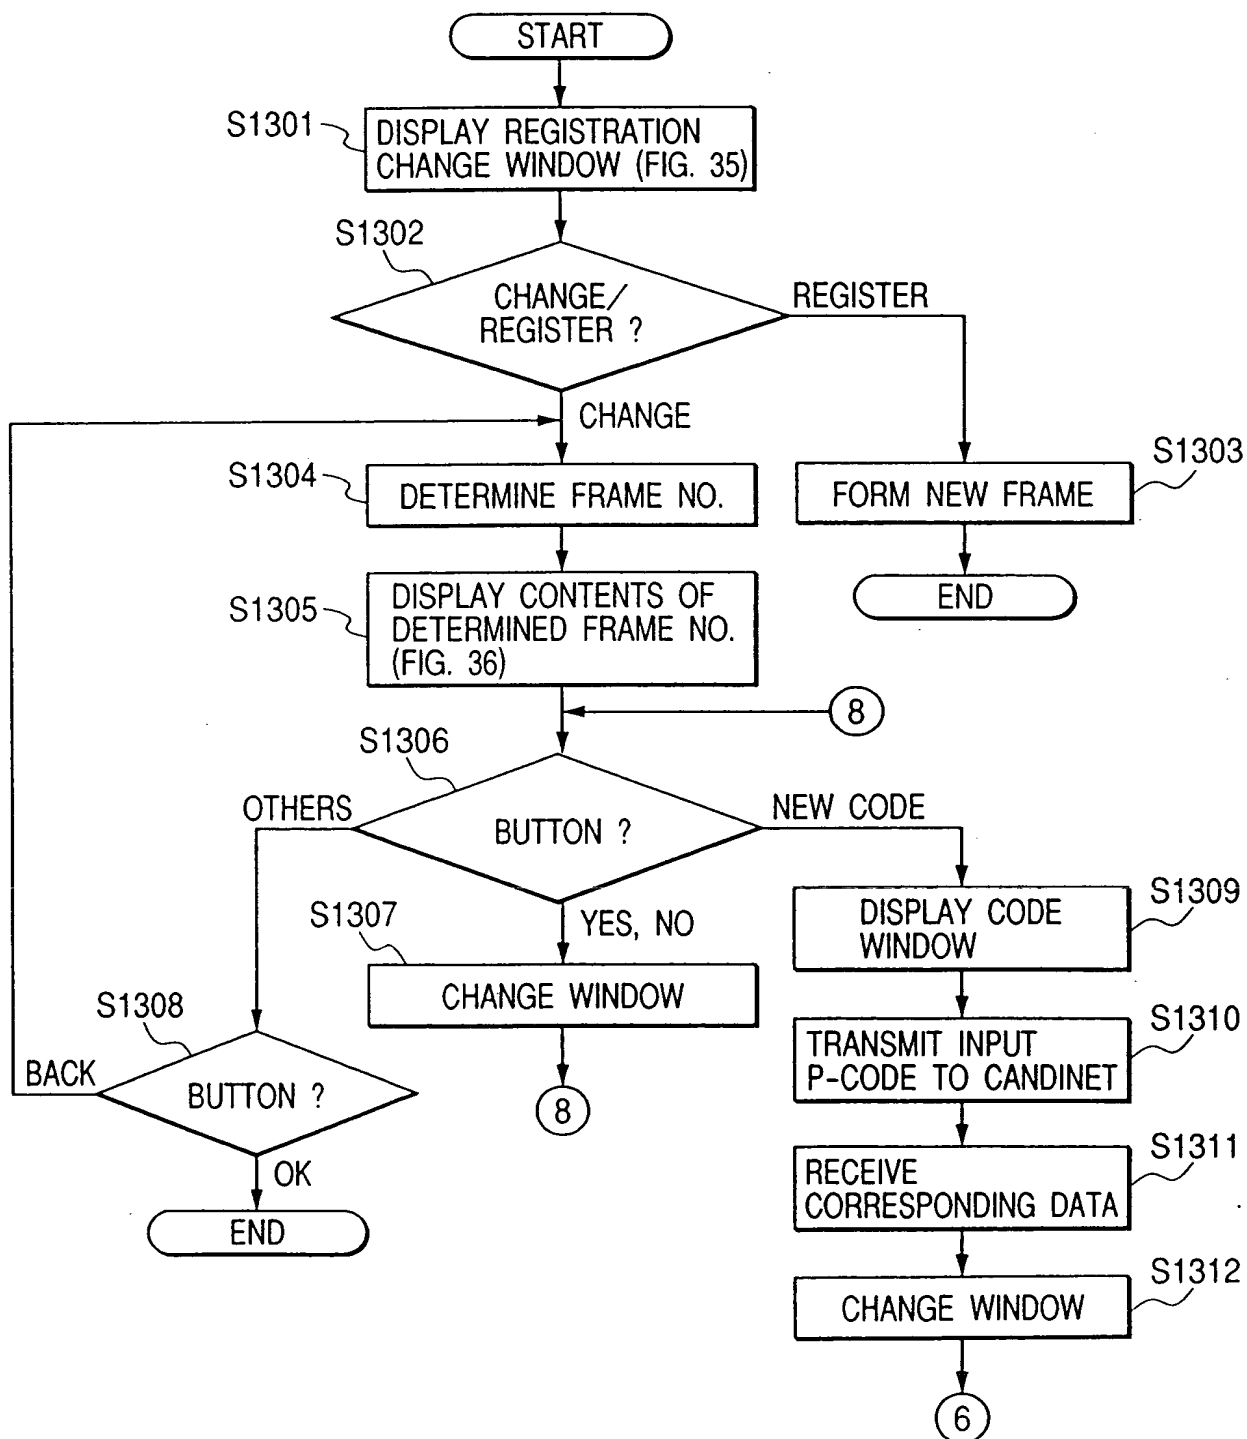 START
S1301
DISPLAY REGISTRATION
CHANGE WINDOW (FIG. 35)
S1302
CHANGE/
REGISTER ?
REGISTER
CHANGE
S1304
DETERMINE FRAME NO.
S1303
FORM NEW FRAME
END
S1305
DISPLAY CONTENTS OF
DETERMINED FRAME NO.
(FIG. 36)
8
S1306
OTHERS
BUTTON ?
NEW CODE
S1307
YES, NO
CHANGE WINDOW
8
S1308
BACK
BUTTON ?
OK
END
S1309
DISPLAY CODE
WINDOW
S1310
TRANSMIT INPUT
P-CODE TO CANDINET
S1311
RECEIVE
CORRESPONDING DATA
S1312
CHANGE WINDOW
6